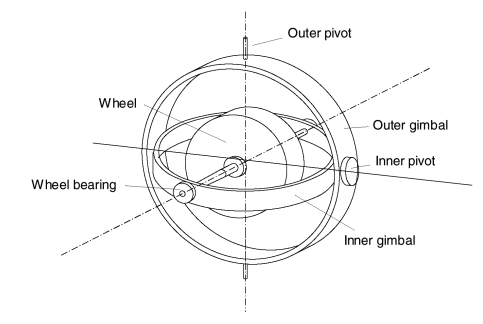 Outer pivot
Wheel
Outer gimbal
Inner pivot
Wheel bearing
Inner gimbal